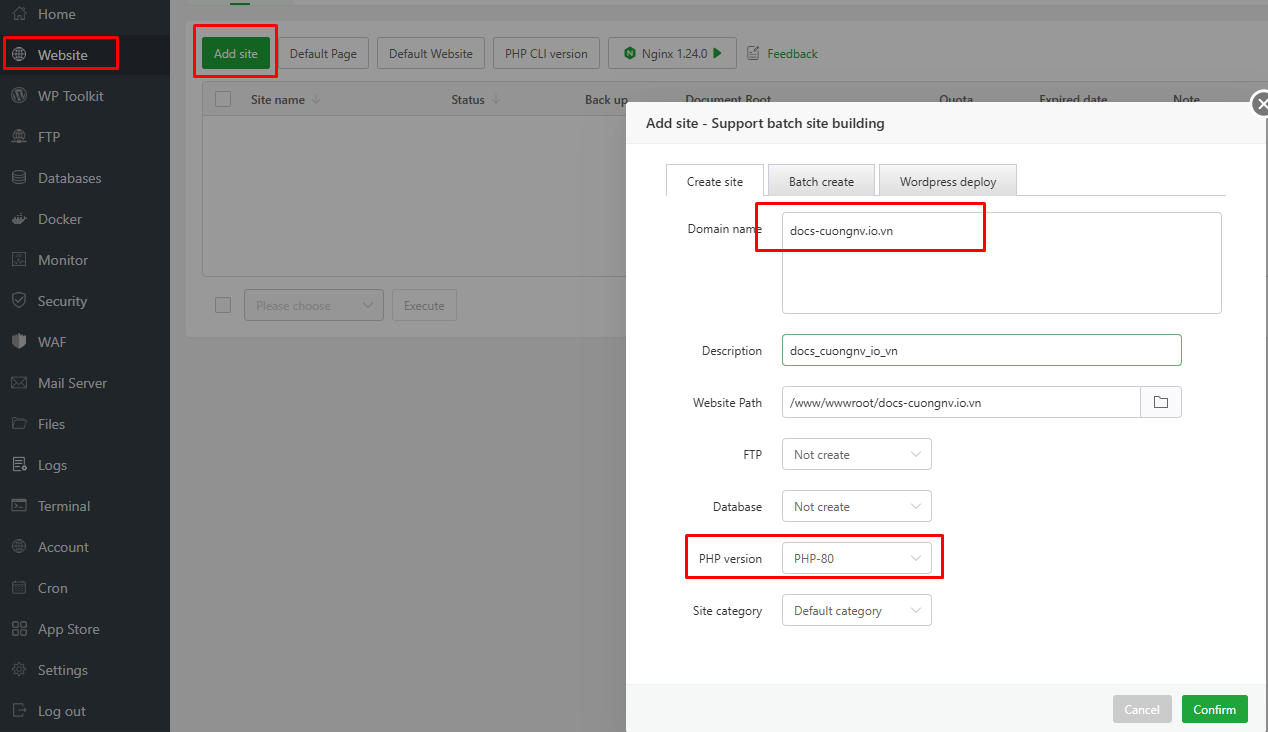 Home
Website
WP Toolkit
FTP
Databases
Docker
Monitor
Security
WAF
Mail Server
Files
Logs
Terminal
Account
Cron
App Store
Settings
Log out
Add site Default Page Default Website PHP CLI version Nginx 1.24.0 Feedback
Site name Status Back up Document Root Quota Expired date Note
Please choose Execute
Add site - Support batch site building
Create site Batch create Wordpress deploy
Domain name docs-cuongnv.io.vn
Description docs_cuongnv_io_vn
Website Path /www/wwwroot/docs-cuongnv.io.vn
FTP Not create
Database Not create
PHP version PHP-80
Site category Default category
Cancel Confirm